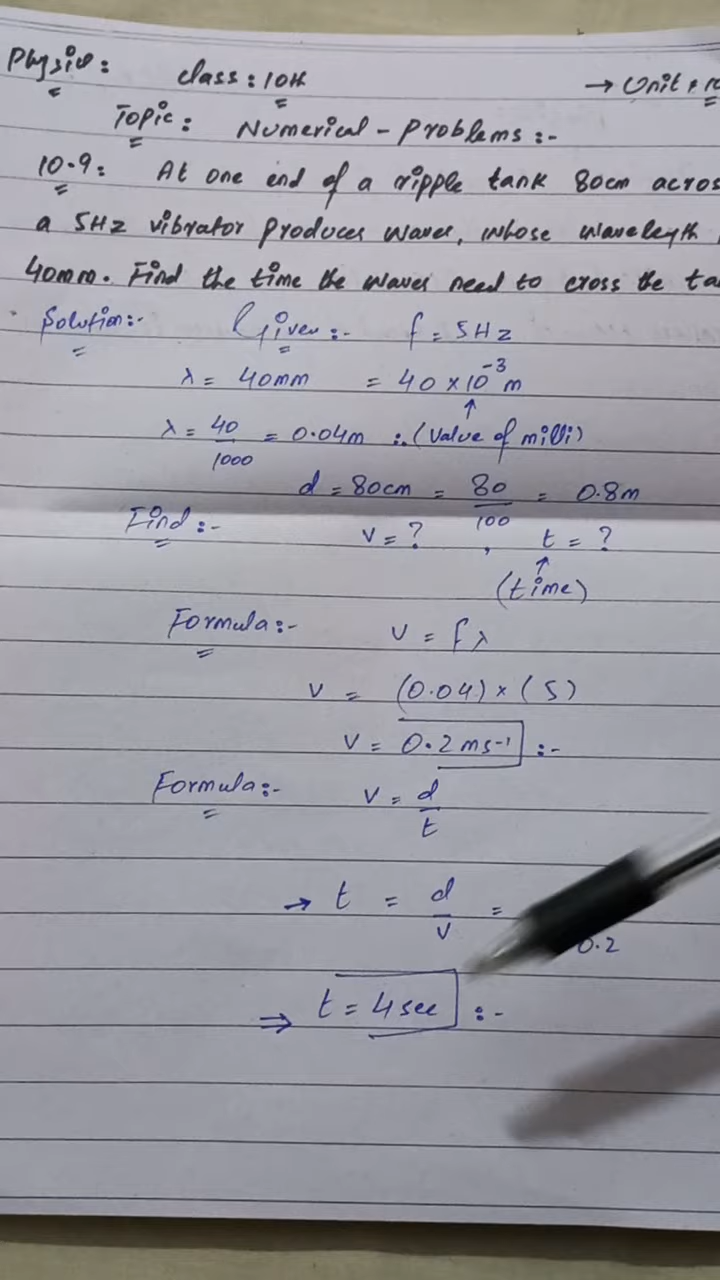 Physics: class: 10th → Unit # 10
Topic: Numerical - Problems :-
10.9: At one end of a ripple tank 80cm across
a 5Hz vibrator produces waves, whose wavelength
40mm. Find the time the waves need to cross the
Solution:- Given :- f = 5Hz
λ = 40mm = 40 × 10⁻³ m
↑
λ = 40/1000 = 0.04m ∴ (value of milli)
d = 80cm = 80/100 = 0.8m
Find :- v = ? , t = ?
↑
(time)
Formula:- v = fλ
v = (0.04) × (5)
v = 0.2 ms⁻¹ :-
Formula:- v = d/t
→ t = d/v = 0.2
⇒ t = 4 sec :-